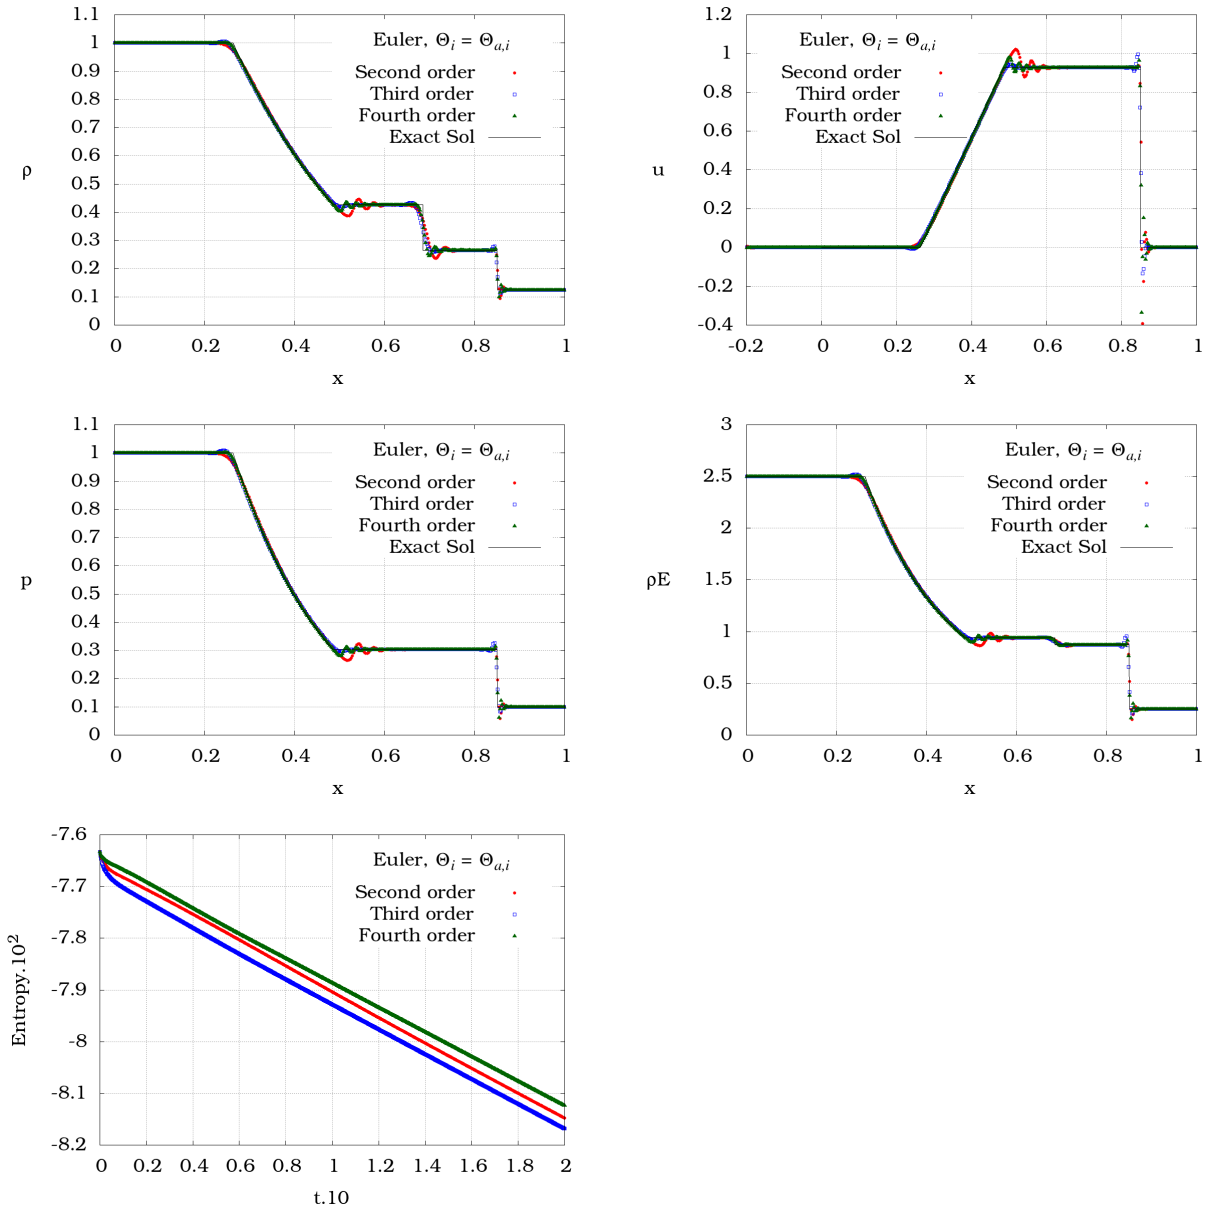 1.1
1
0.9
0.8
0.7
0.6
0.5
0.4
0.3
0.2
0.1
0
ρ
Euler, Θi = Θa,i
Second order
Third order
Fourth order
Exact Sol
0 0.2 0.4 0.6 0.8 1
x
1.2
1
0.8
0.6
0.4
0.2
0
-0.2
-0.4
u
Euler, Θi = Θa,i
Second order
Third order
Fourth order
Exact Sol
-0.2 0 0.2 0.4 0.6 0.8 1
x
1.1
1
0.9
0.8
0.7
0.6
0.5
0.4
0.3
0.2
0.1
0
p
Euler, Θi = Θa,i
Second order
Third order
Fourth order
Exact Sol
0 0.2 0.4 0.6 0.8 1
x
3
2.5
2
1.5
1
0.5
0
ρE
Euler, Θi = Θa,i
Second order
Third order
Fourth order
Exact Sol
0 0.2 0.4 0.6 0.8 1
x
-7.6
-7.7
-7.8
-7.9
-8
-8.1
-8.2
Entropy.10²
Euler, Θi = Θa,i
Second order
Third order
Fourth order
0 0.2 0.4 0.6 0.8 1 1.2 1.4 1.6 1.8 2
t.10